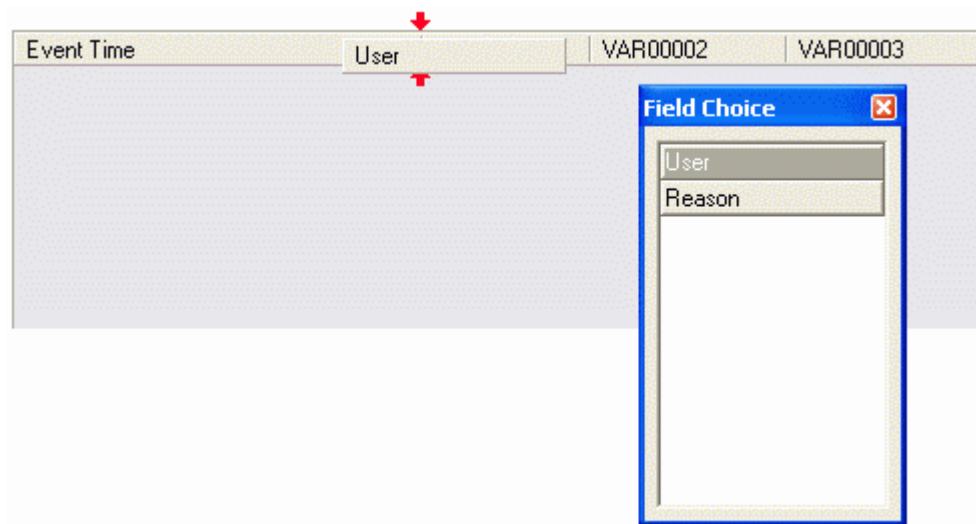 Event Time User VAR00002 VAR00003
Field Choice
User
Reason